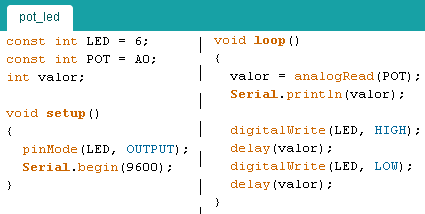 pot_led
const int LED = 6;
const int POT = A0;
int valor;
void setup()
{
pinMode(LED, OUTPUT);
Serial.begin(9600);
}
void loop()
{
valor = analogRead(POT);
Serial.println(valor);
digitalWrite(LED, HIGH);
delay(valor);
digitalWrite(LED, LOW);
delay(valor);
}